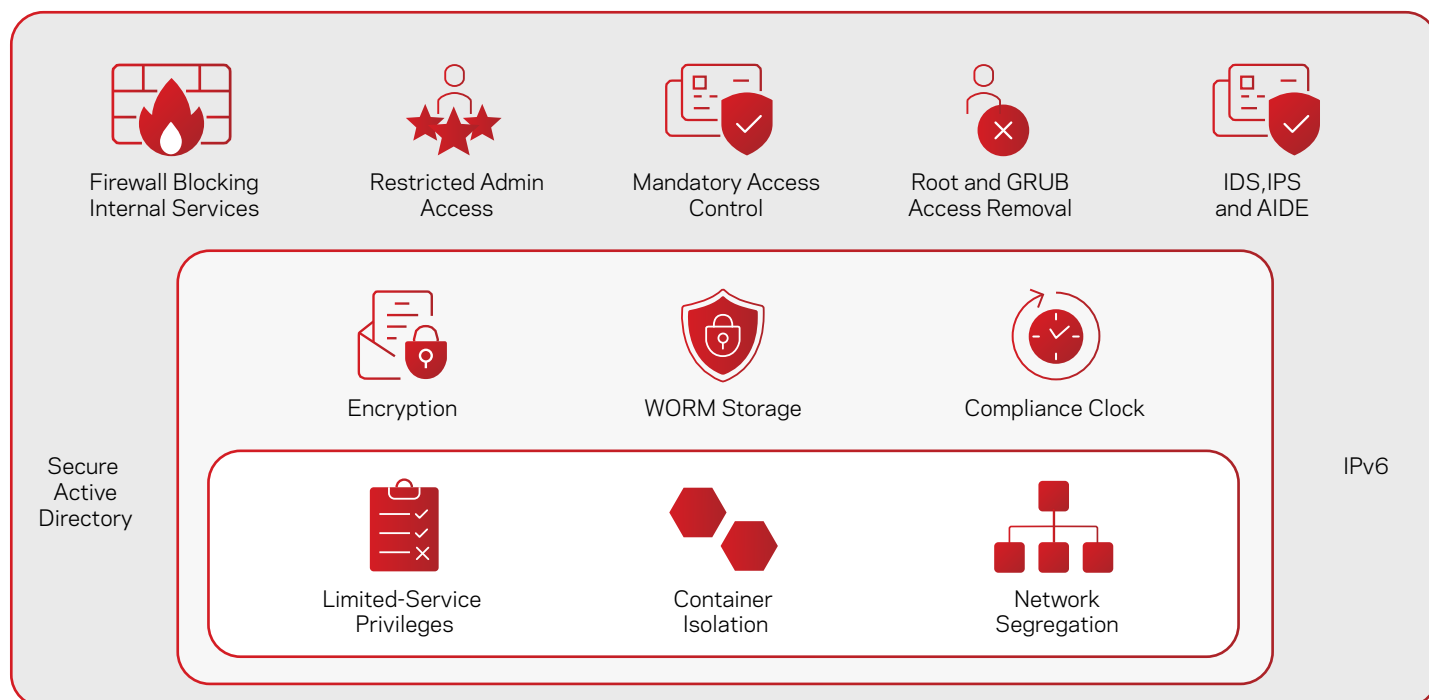 Firewall Blocking
Internal Services
Restricted Admin
Access
Mandatory Access
Control
Root and GRUB
Access Removal
IDS,IPS
and AIDE
Encryption
WORM Storage
Compliance Clock
Secure
Active
Directory
IPv6
Limited-Service
Privileges
Container
Isolation
Network
Segregation